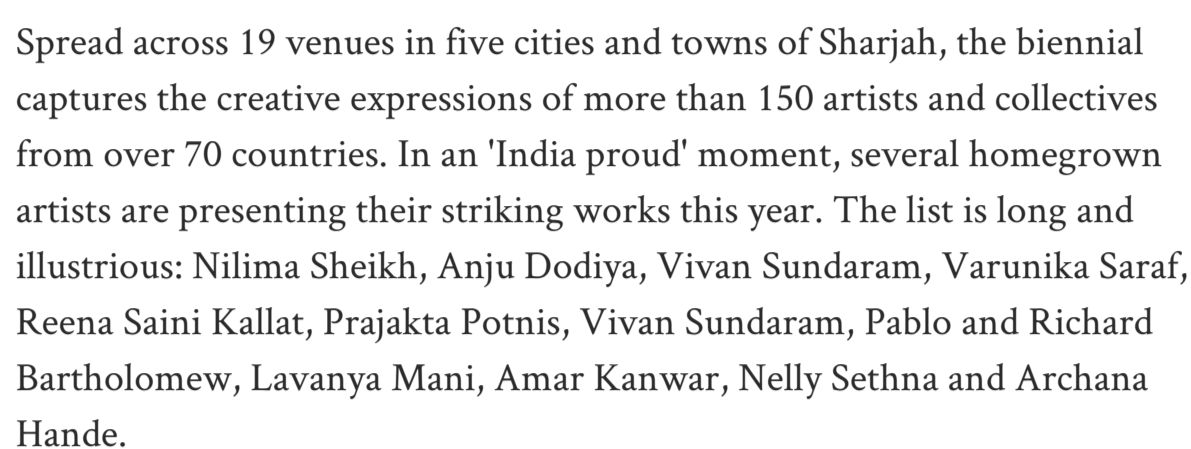 Spread across 19 venues in five cities and towns of Sharjah, the biennial
captures the creative expressions of more than 150 artists and collectives
from over 70 countries. In an 'India proud' moment, several homegrown
artists are presenting their striking works this year. The list is long and
illustrious: Nilima Sheikh, Anju Dodiya, Vivan Sundaram, Varunika Saraf,
Reena Saini Kallat, Prajakta Potnis, Vivan Sundaram, Pablo and Richard
Bartholomew, Lavanya Mani, Amar Kanwar, Nelly Sethna and Archana
Hande.